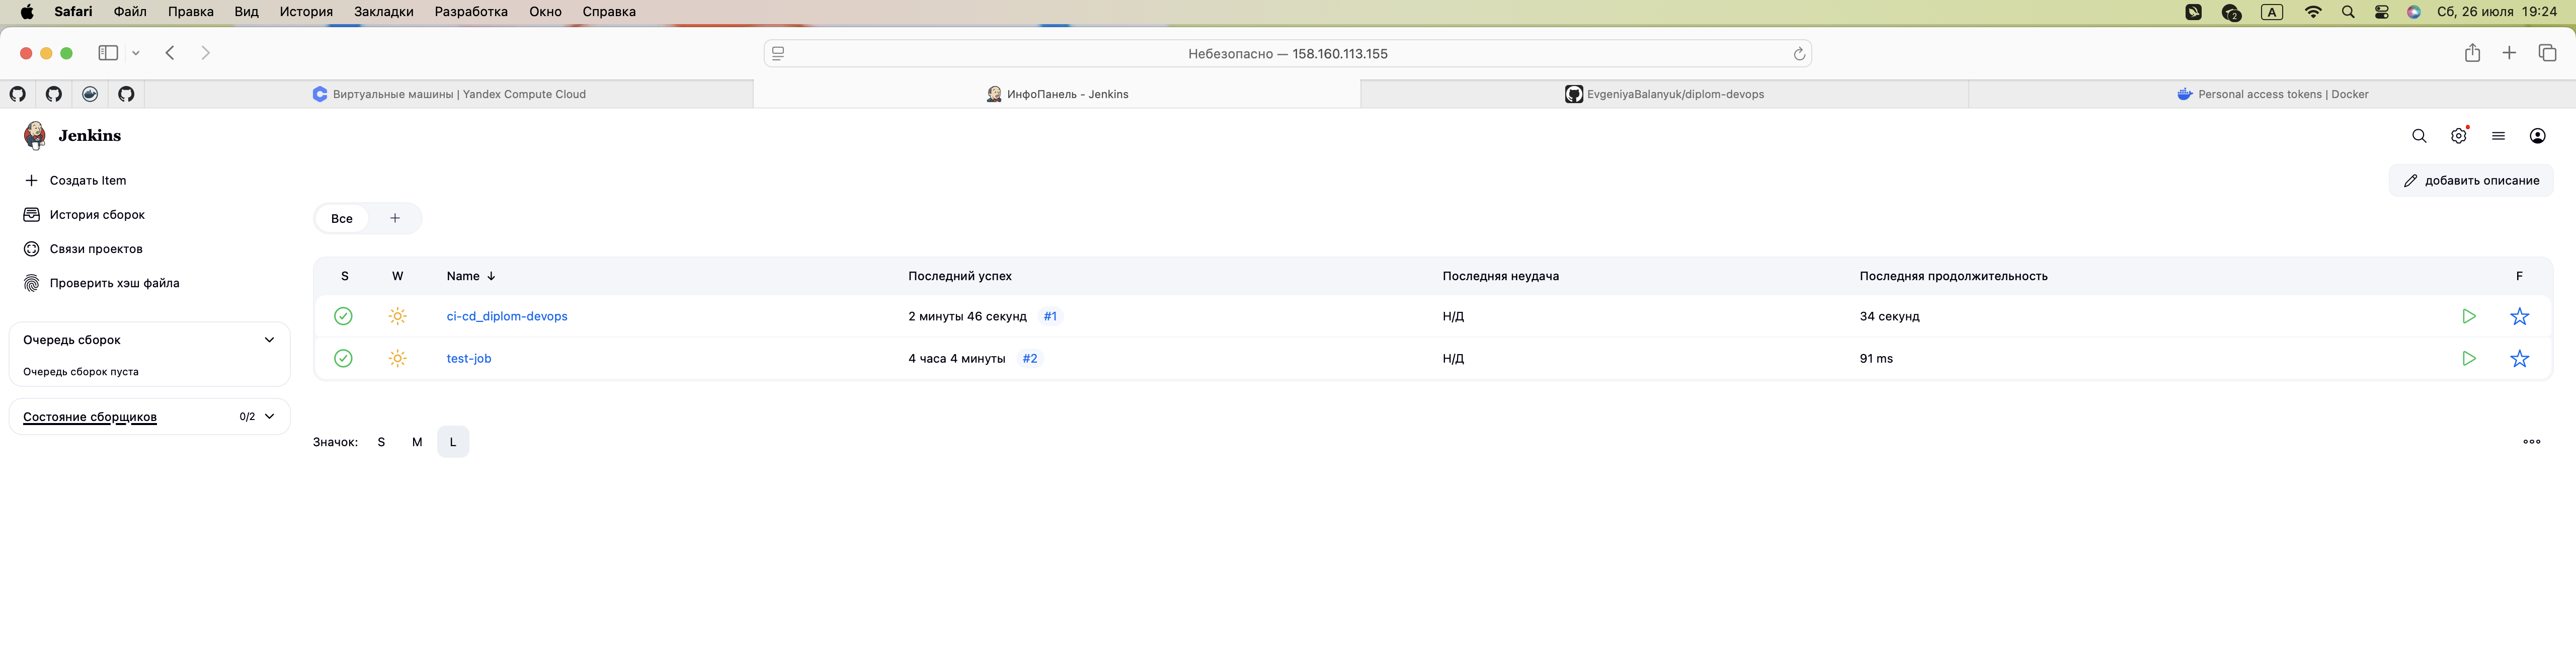 Safari Файл Правка Вид История Закладки Разработка Окно Справка 2 A Сб, 26 июля 19:24
Небезопасно — 158.160.113.155
Виртуальные машины | Yandex Compute Cloud ИнфоПанель - Jenkins EvgeniyaBalanyuk/diplom-devops Personal access tokens | Docker
Jenkins
Создать Item
добавить описание
История сборок
Все +
Связи проектов
Проверить хэш файла
S W Name ↓ Последний успех Последняя неудача Последняя продолжительность F
ci-cd_diplom-devops 2 минуты 46 секунд #1 Н/Д 34 секунд
test-job 4 часа 4 минуты #2 Н/Д 91 ms
Очередь сборок
Очередь сборок пуста
Состояние сборщиков 0/2
Значок: S M L